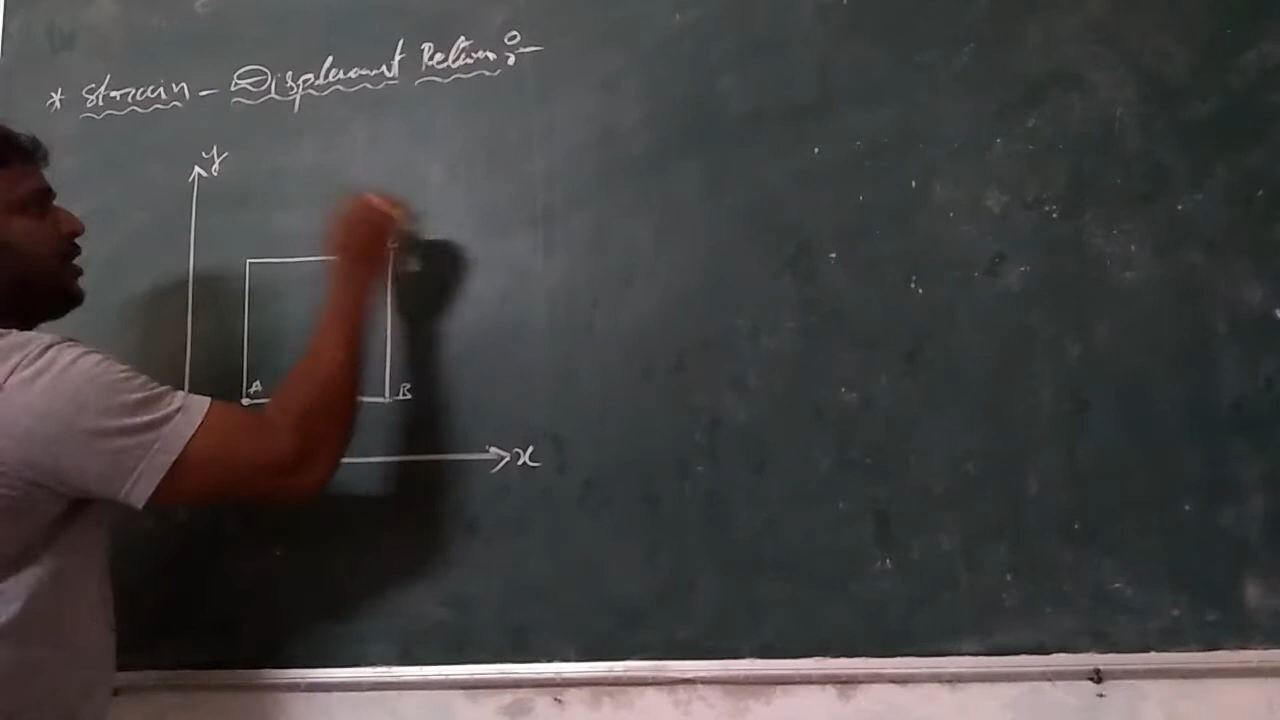 * Strain - Displacement Relation :-
y
A B
x